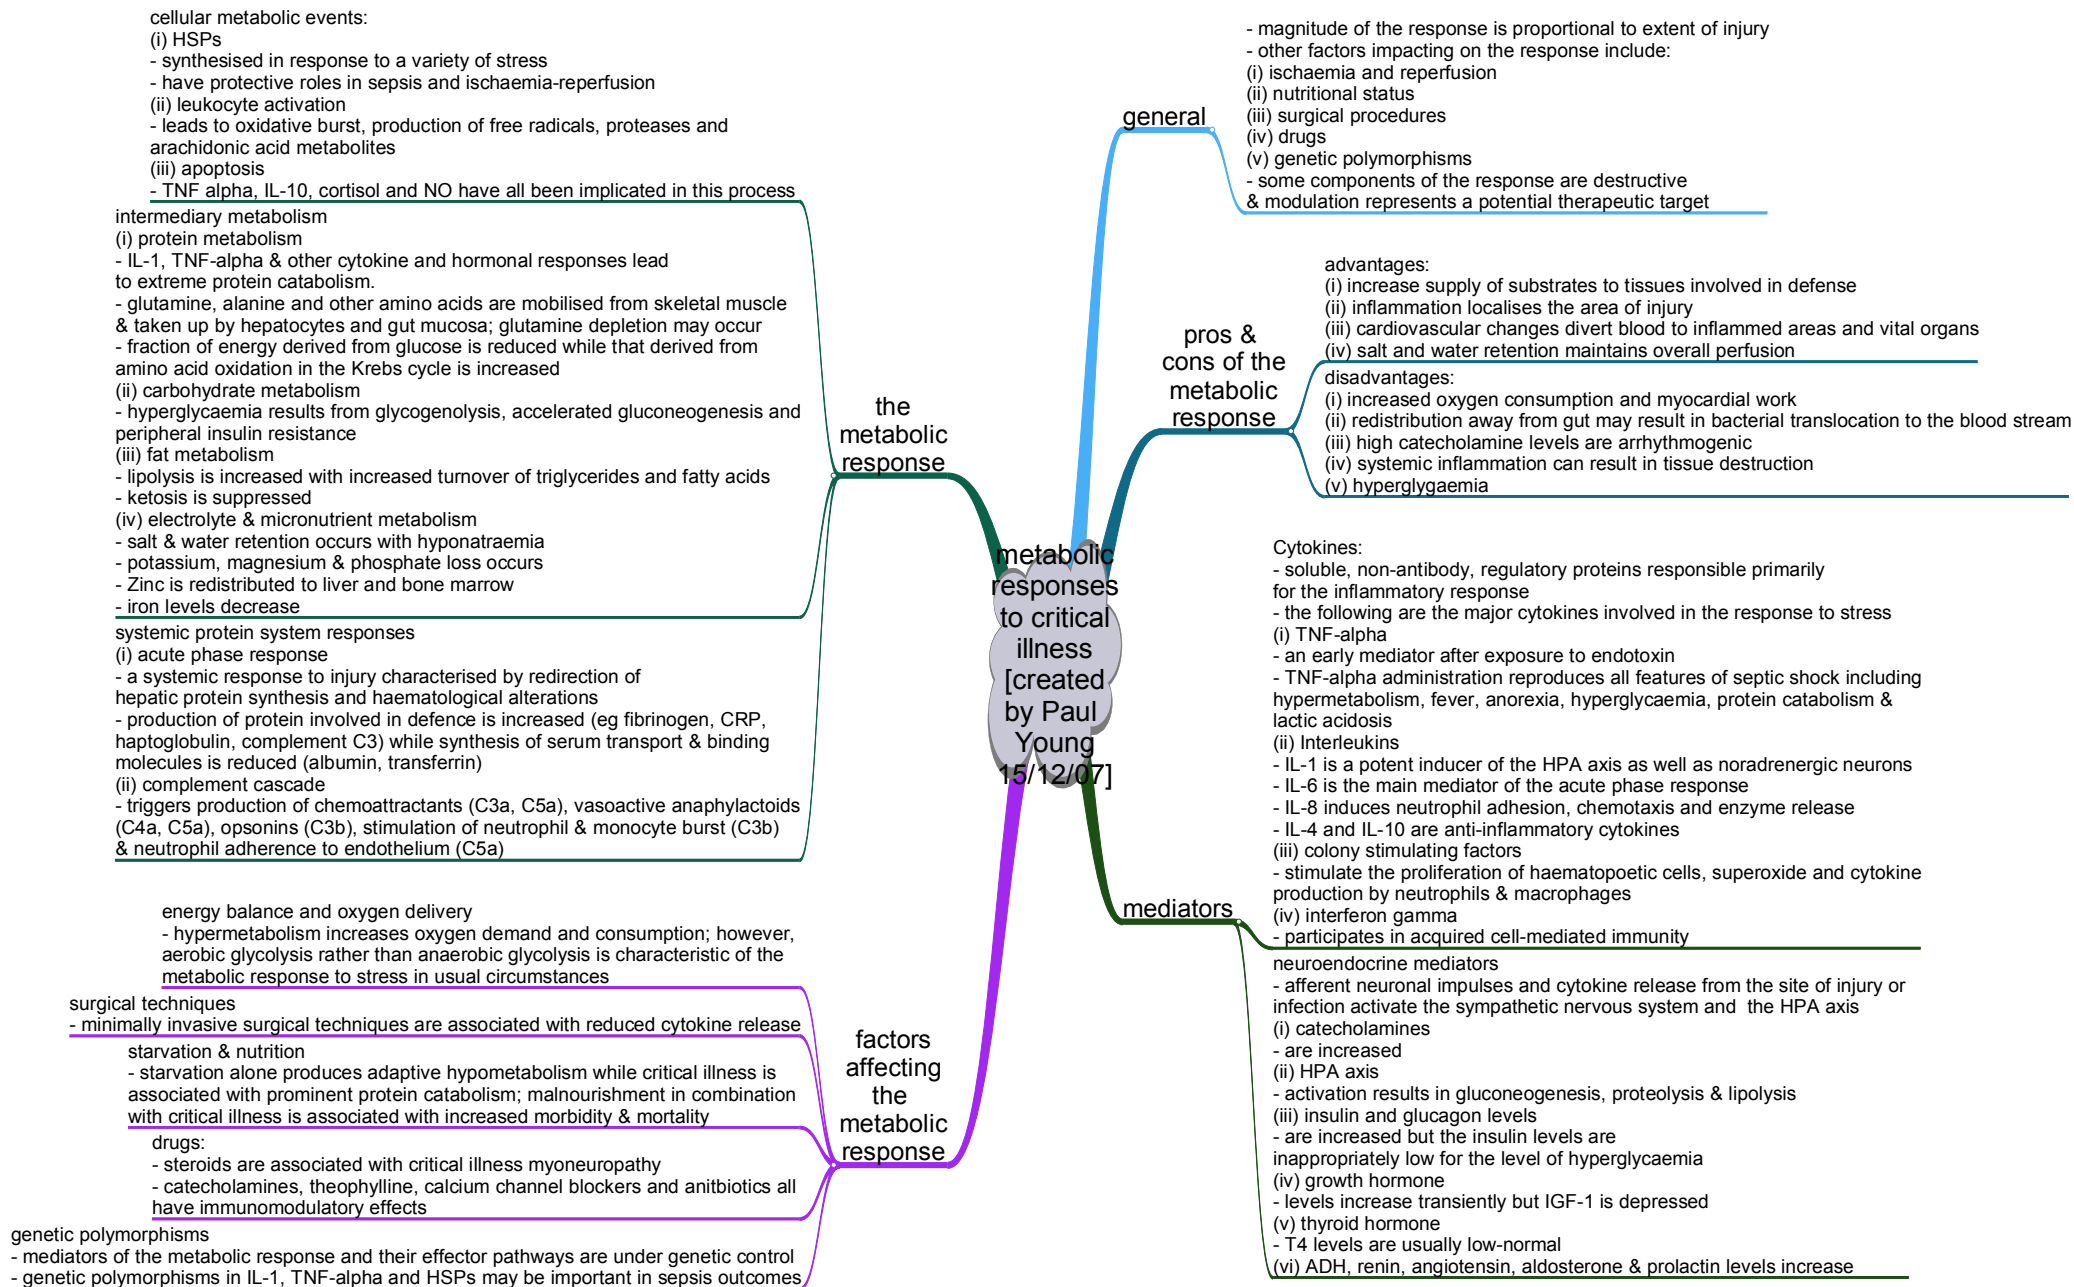 metabolic
responses
to critical
illness
[created
by Paul
Young
15/12/07]
general
- magnitude of the response is proportional to extent of injury
- other factors impacting on the response include:
(i) ischaemia and reperfusion
(ii) nutritional status
(iii) surgical procedures
(iv) drugs
(v) genetic polymorphisms
- some components of the response are destructive
& modulation represents a potential therapeutic target
pros &
cons of the
metabolic
response
advantages:
(i) increase supply of substrates to tissues involved in defense
(ii) inflammation localises the area of injury
(iii) cardiovascular changes divert blood to inflammed areas and vital organs
(iv) salt and water retention maintains overall perfusion
disadvantages:
(i) increased oxygen consumption and myocardial work
(ii) redistribution away from gut may result in bacterial translocation to the blood stream
(iii) high catecholamine levels are arrhythmogenic
(iv) systemic inflammation can result in tissue destruction
(v) hyperglygaemia
mediators
Cytokines:
- soluble, non-antibody, regulatory proteins responsible primarily
for the inflammatory response
- the following are the major cytokines involved in the response to stress
(i) TNF-alpha
- an early mediator after exposure to endotoxin
- TNF-alpha administration reproduces all features of septic shock including
hypermetabolism, fever, anorexia, hyperglycaemia, protein catabolism &
lactic acidosis
(ii) Interleukins
- IL-1 is a potent inducer of the HPA axis as well as noradrenergic neurons
- IL-6 is the main mediator of the acute phase response
- IL-8 induces neutrophil adhesion, chemotaxis and enzyme release
- IL-4 and IL-10 are anti-inflammatory cytokines
(iii) colony stimulating factors
- stimulate the proliferation of haematopoetic cells, superoxide and cytokine
production by neutrophils & macrophages
(iv) interferon gamma
- participates in acquired cell-mediated immunity
neuroendocrine mediators
- afferent neuronal impulses and cytokine release from the site of injury or
infection activate the sympathetic nervous system and the HPA axis
(i) catecholamines
- are increased
(ii) HPA axis
- activation results in gluconeogenesis, proteolysis & lipolysis
(iii) insulin and glucagon levels
- are increased but the insulin levels are
inappropriately low for the level of hyperglycaemia
(iv) growth hormone
- levels increase transiently but IGF-1 is depressed
(v) thyroid hormone
- T4 levels are usually low-normal
(vi) ADH, renin, angiotensin, aldosterone & prolactin levels increase
the
metabolic
response
cellular metabolic events:
(i) HSPs
- synthesised in response to a variety of stress
- have protective roles in sepsis and ischaemia-reperfusion
(ii) leukocyte activation
- leads to oxidative burst, production of free radicals, proteases and
arachidonic acid metabolites
(iii) apoptosis
- TNF alpha, IL-10, cortisol and NO have all been implicated in this process
intermediary metabolism
(i) protein metabolism
- IL-1, TNF-alpha & other cytokine and hormonal responses lead
to extreme protein catabolism.
- glutamine, alanine and other amino acids are mobilised from skeletal muscle
& taken up by hepatocytes and gut mucosa; glutamine depletion may occur
- fraction of energy derived from glucose is reduced while that derived from
amino acid oxidation in the Krebs cycle is increased
(ii) carbohydrate metabolism
- hyperglycaemia results from glycogenolysis, accelerated gluconeogenesis and
peripheral insulin resistance
(iii) fat metabolism
- lipolysis is increased with increased turnover of triglycerides and fatty acids
- ketosis is suppressed
(iv) electrolyte & micronutrient metabolism
- salt & water retention occurs with hyponatraemia
- potassium, magnesium & phosphate loss occurs
- Zinc is redistributed to liver and bone marrow
- iron levels decrease
systemic protein system responses
(i) acute phase response
- a systemic response to injury characterised by redirection of
hepatic protein synthesis and haematological alterations
- production of protein involved in defence is increased (eg fibrinogen, CRP,
haptoglobulin, complement C3) while synthesis of serum transport & binding
molecules is reduced (albumin, transferrin)
(ii) complement cascade
- triggers production of chemoattractants (C3a, C5a), vasoactive anaphylactoids
(C4a, C5a), opsonins (C3b), stimulation of neutrophil & monocyte burst (C3b)
& neutrophil adherence to endothelium (C5a)
factors
affecting
the
metabolic
response
energy balance and oxygen delivery
- hypermetabolism increases oxygen demand and consumption; however,
aerobic glycolysis rather than anaerobic glycolysis is characteristic of the
metabolic response to stress in usual circumstances
surgical techniques
- minimally invasive surgical techniques are associated with reduced cytokine release
starvation & nutrition
- starvation alone produces adaptive hypometabolism while critical illness is
associated with prominent protein catabolism; malnourishment in combination
with critical illness is associated with increased morbidity & mortality
drugs:
- steroids are associated with critical illness myoneuropathy
- catecholamines, theophylline, calcium channel blockers and anitbiotics all
have immunomodulatory effects
genetic polymorphisms
- mediators of the metabolic response and their effector pathways are under genetic control
- genetic polymorphisms in IL-1, TNF-alpha and HSPs may be important in sepsis outcomes